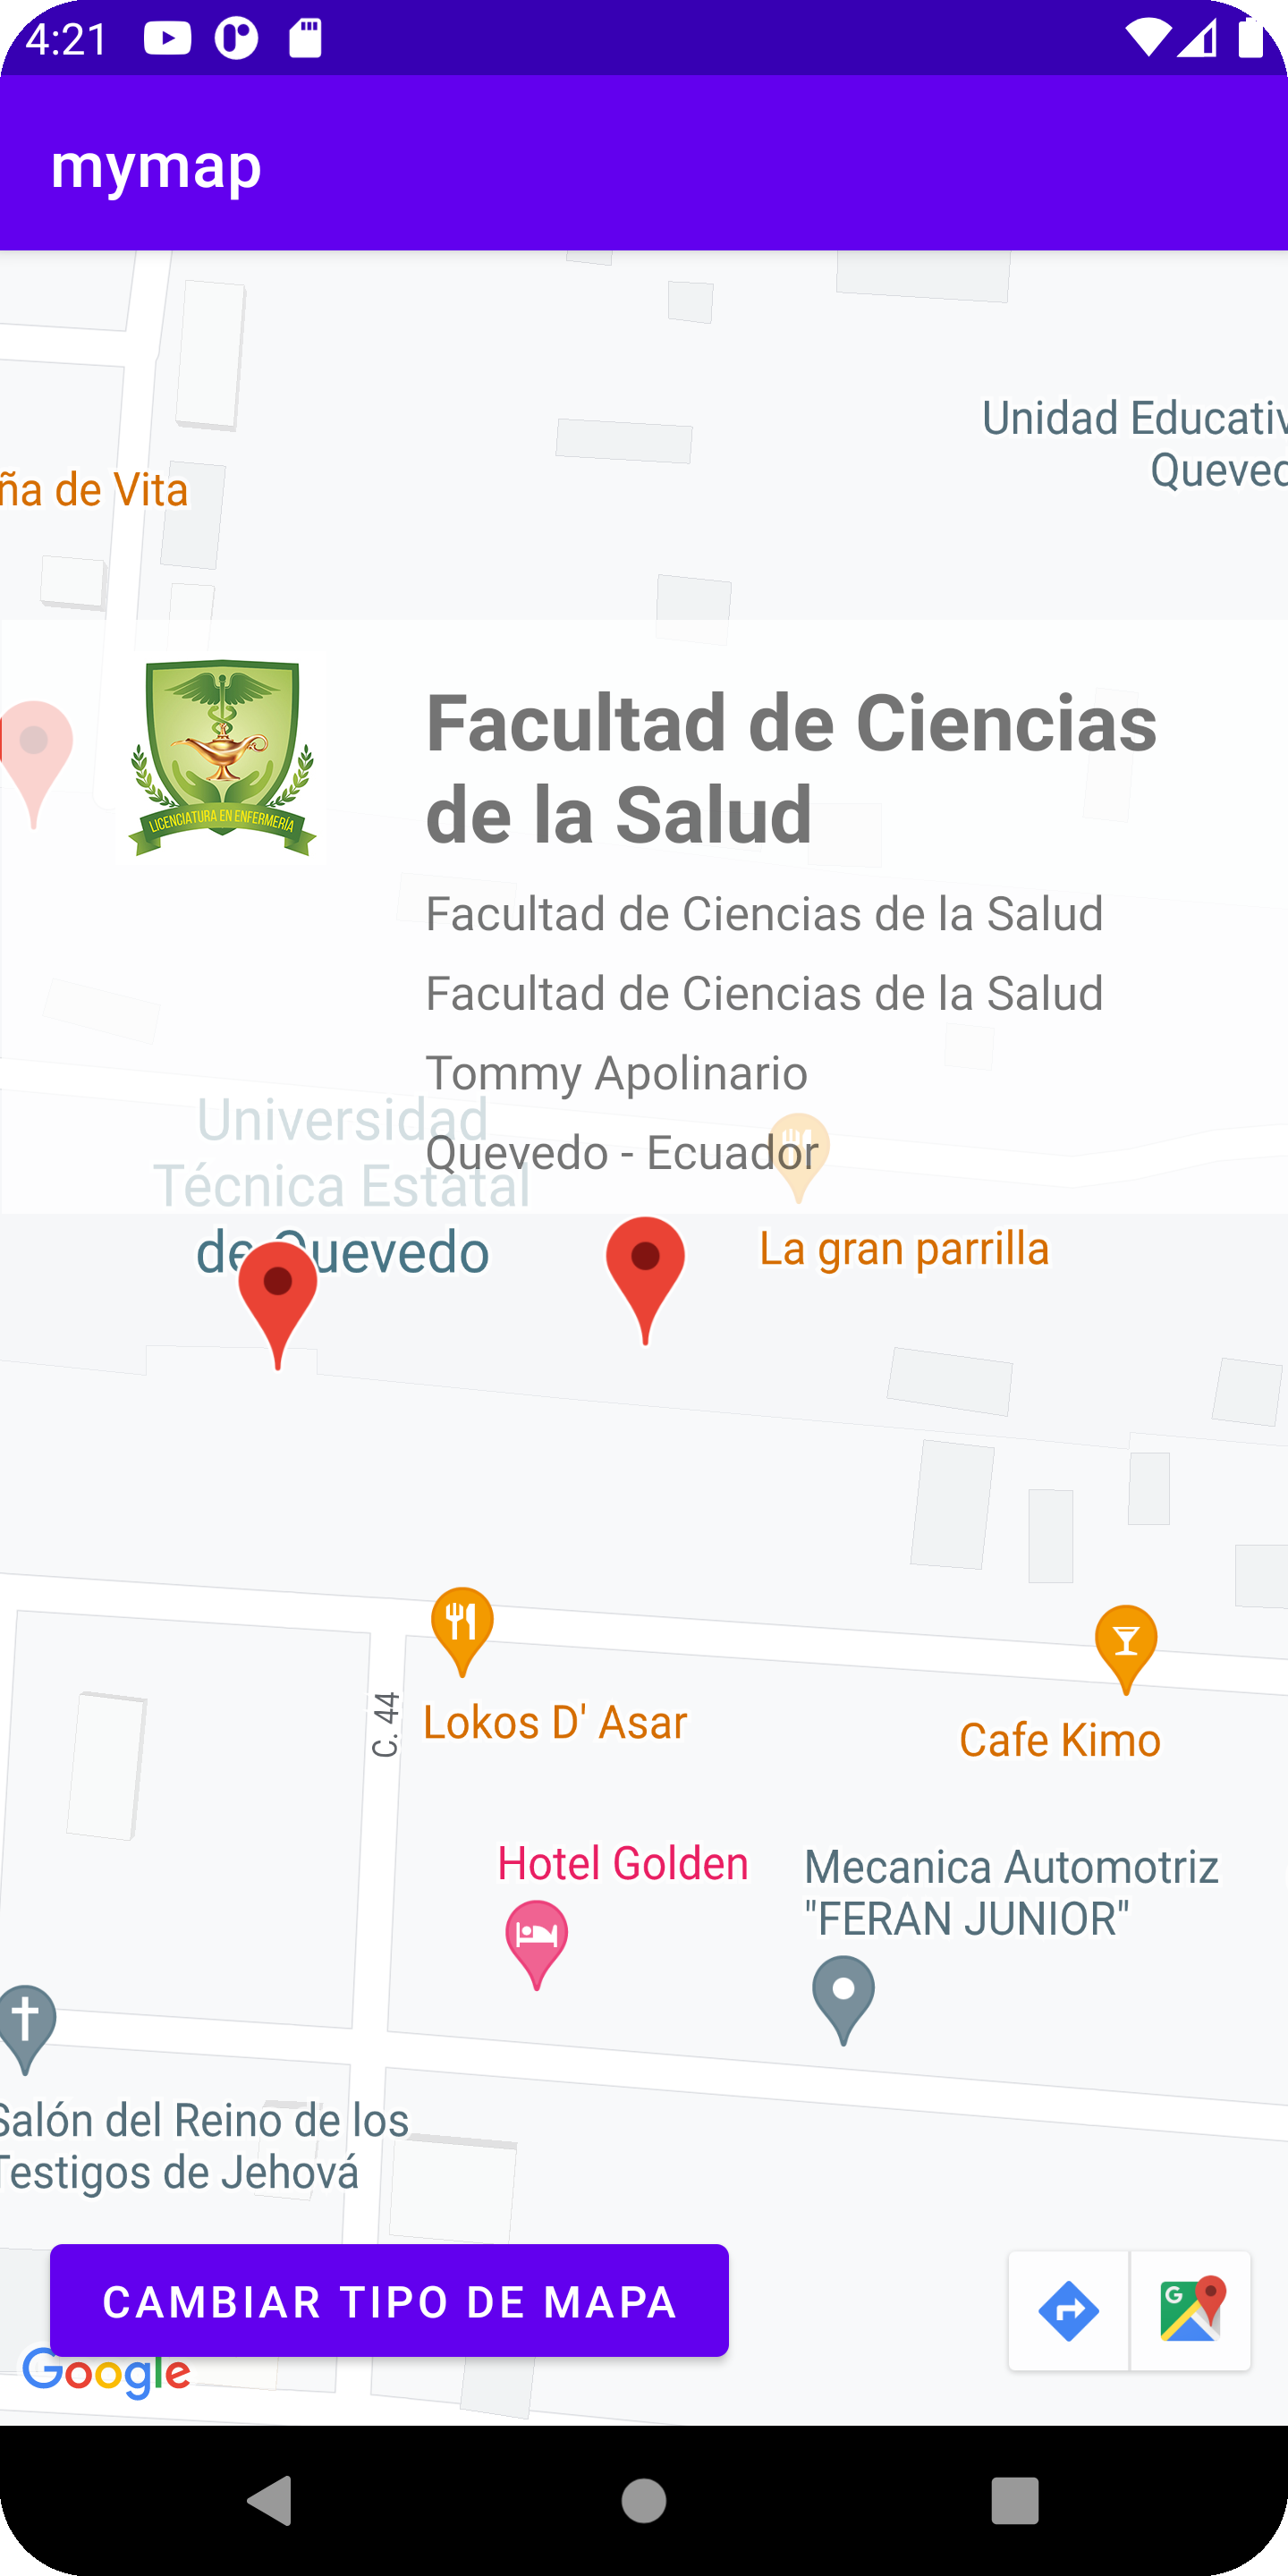 4:21
mymap
Unidad Educativ
Queved
ña de Vita
LICENCIATURA EN ENFERMERÍA
Facultad de Ciencias
de la Salud
Facultad de Ciencias de la Salud
Facultad de Ciencias de la Salud
Tommy Apolinario
Quevedo - Ecuador
Universidad
Técnica Estatal
de Quevedo
La gran parrilla
Lokos D' Asar
C. 44
Cafe Kimo
Hotel Golden
Mecanica Automotriz
"FERAN JUNIOR"
Salón del Reino de los
Testigos de Jehová
CAMBIAR TIPO DE MAPA
G
Google